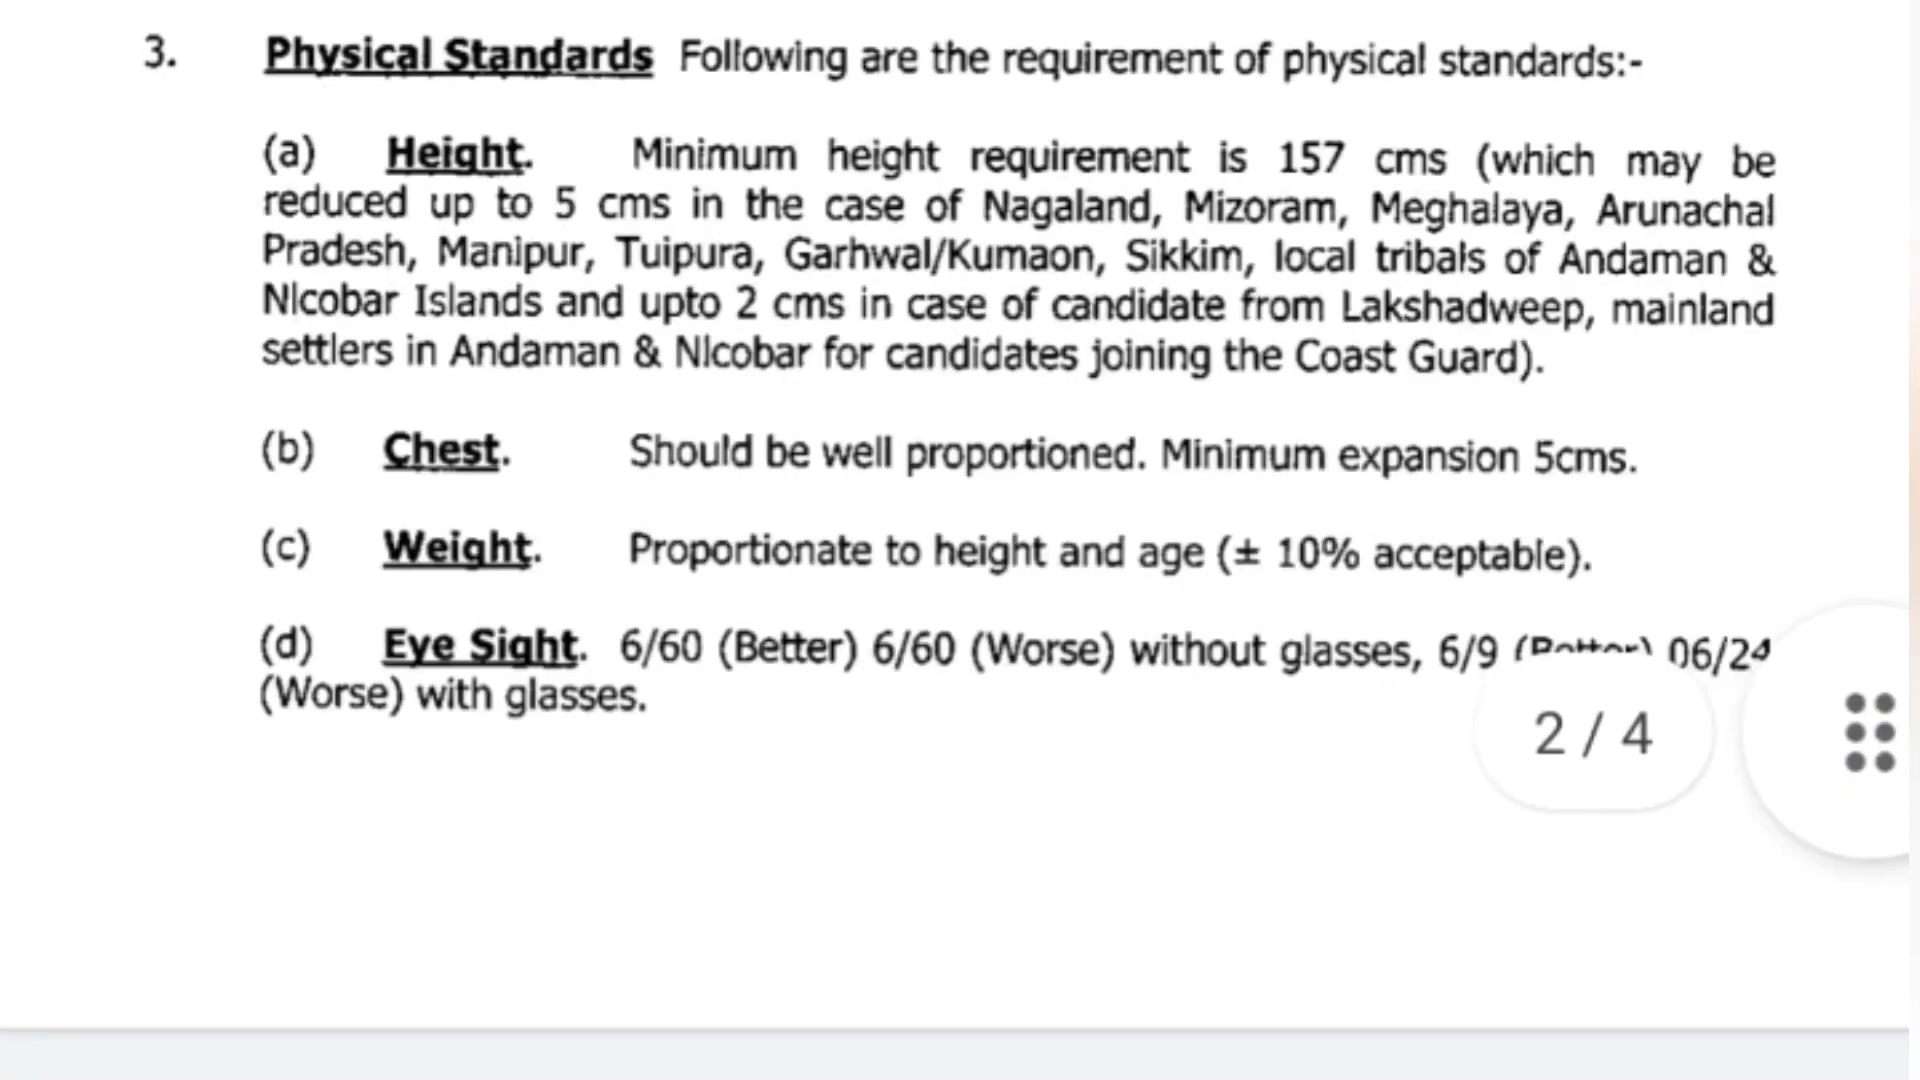 3. Physical Standards Following are the requirement of physical standards:-
(a) Height. Minimum height requirement is 157 cms (which may be
reduced up to 5 cms in the case of Nagaland, Mizoram, Meghalaya, Arunachal
Pradesh, Manipur, Tuipura, Garhwal/Kumaon, Sikkim, local tribals of Andaman &
NIcobar Islands and upto 2 cms in case of candidate from Lakshadweep, mainland
settlers in Andaman & NIcobar for candidates joining the Coast Guard).
(b) Chest. Should be well proportioned. Minimum expansion 5cms.
(c) Weight. Proportionate to height and age (± 10% acceptable).
(d) Eye Sight. 6/60 (Better) 6/60 (Worse) without glasses, 6/9 (Better) 06/24
(Worse) with glasses.
2 / 4